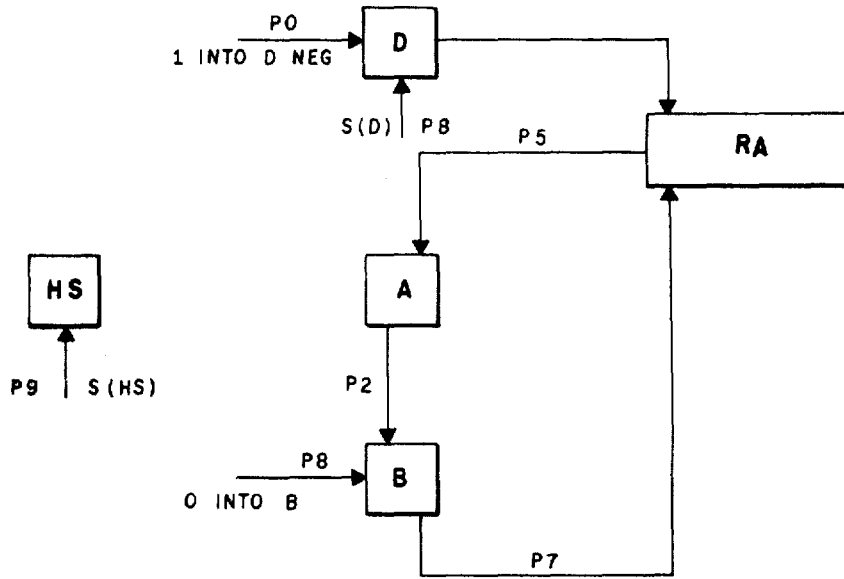 P0
D
1 INTO D NEG
S(D) P8
P5
RA
HS
A
P9 S(HS)
P2
P8
B
0 INTO B
P7